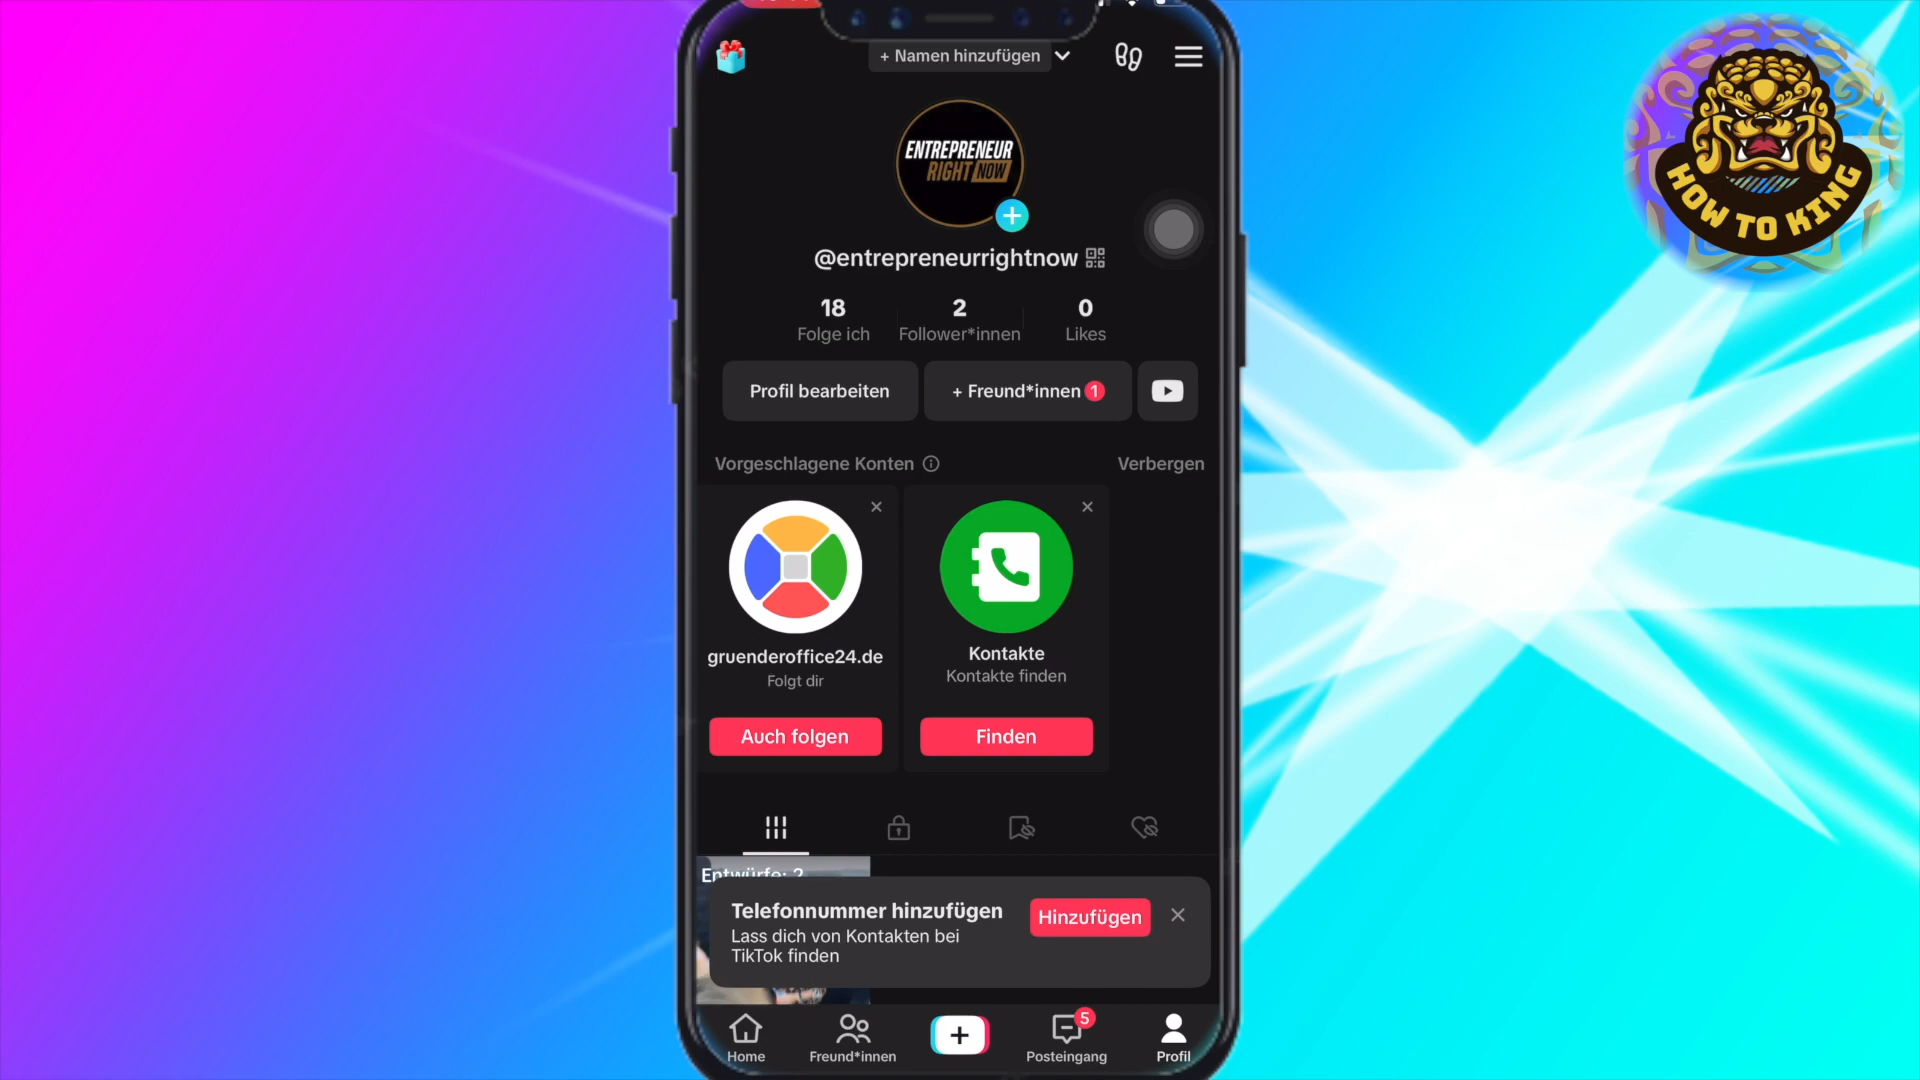 + Namen hinzufügen
ENTREPRENEUR
RIGHT NOW
HOW TO KING
@entrepreneurrightnow
18 2 0
Folge ich Follower*innen Likes
Profil bearbeiten + Freund*innen 1
Vorgeschlagene Konten Verbergen
gruenderoffice24.de
Folgt dir
Kontakte
Kontakte finden
Auch folgen Finden
Entwürfe: 2
Telefonnummer hinzufügen
Lass dich von Kontakten bei
TikTok finden
Hinzufügen
5
Home Freund*innen Posteingang Profil